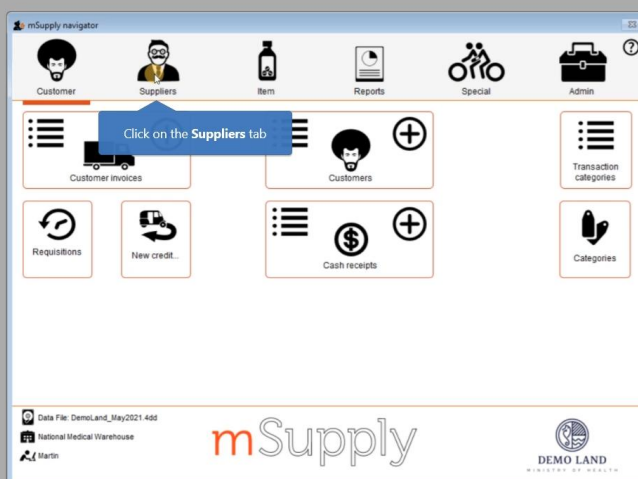 mSupply navigator
Customer
Suppliers
Item
Reports
Special
Admin
?
Click on the Suppliers tab
Customer invoices
Customers
Transaction
categories
Requisitions
New credit...
Cash receipts
Categories
Data File: DemoLand_May2021.4dd
National Medical Warehouse
Martin
mSupply
DEMO LAND
MINISTRY OF HEALTH